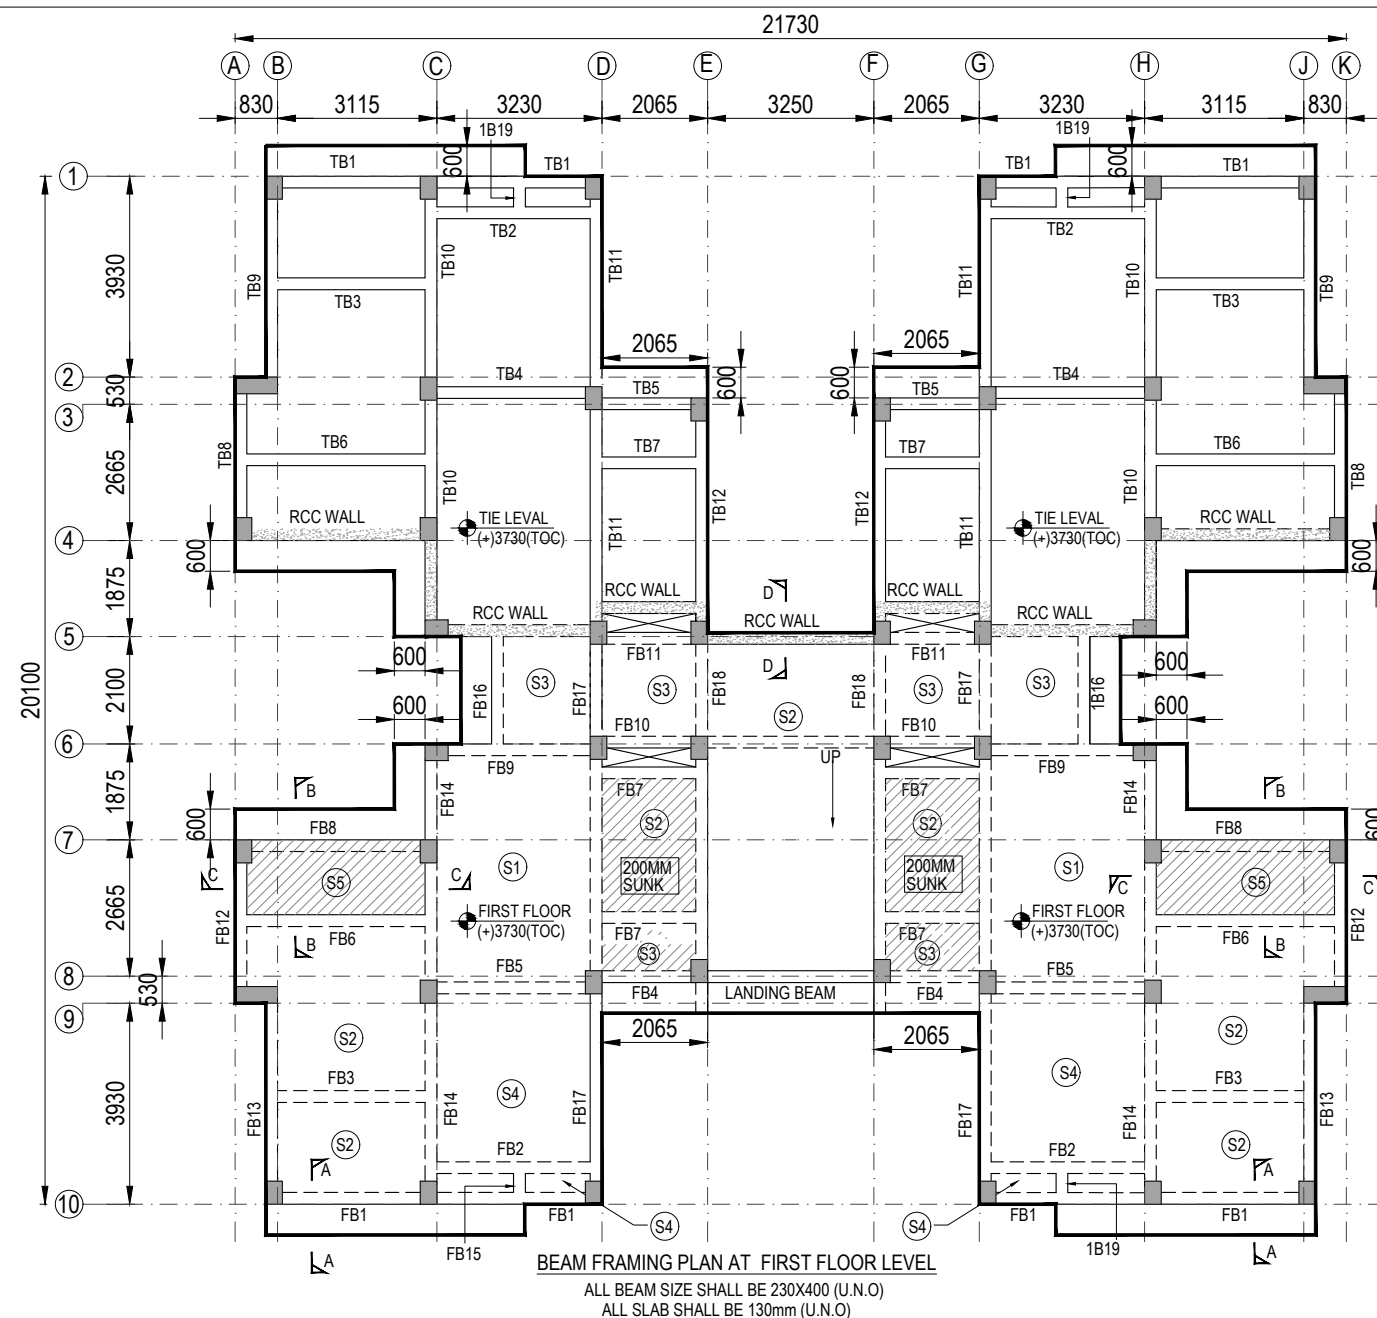 21730
A B C D E F G H J K
830 3115 3230 2065 3250 2065 3230 3115 830
1B19 1B19
TB1 600 TB1 TB1 600 TB1
1
TB2 TB2
TB9 TB10 TB11 TB11 TB10 TB9
3930
TB3 TB3
2065 2065
2
TB4 TB5 600 600 TB5 TB4
530
3
TB6 TB7 TB7 TB6
TB8 TB8
2665
TB10 TB12 TB12 TB10
RCC WALL TIE LEVAL TB11 TB11 TIE LEVAL RCC WALL
(+)3730(TOC) (+)3730(TOC)
4
600 600
1875
RCC WALL D RCC WALL
RCC WALL RCC WALL RCC WALL
5
600 FB11 D FB11 600
20100
2100
FB16 S3 FB17 S3 FB18 FB18 S3 FB17 S3 1B16
600 FB10 S2 FB10 600
6
FB9 UP FB9
1875
B FB14 FB7 FB7 FB14 B
600 FB8 S2 S2 FB8 600
7
C S5 C S1 200MM 200MM S1 C S5 C
SUNK SUNK
2665
FB12 FIRST FLOOR FIRST FLOOR FB12
(+)3730(TOC) (+)3730(TOC)
B FB6 FB7 FB7 FB6 B
FB5 S3 S3 FB5
8
530 FB4 LANDING BEAM FB4
9
S2 2065 2065 S2
FB3 S4 S4 FB3
3930
FB13 FB14 FB17 FB17 FB14 FB13
S2 S2
A FB2 FB2 A
10
FB1 FB1 S4 S4 FB1 FB1
A FB15 1B19 A
BEAM FRAMING PLAN AT FIRST FLOOR LEVEL
ALL BEAM SIZE SHALL BE 230X400 (U.N.O)
ALL SLAB SHALL BE 130mm (U.N.O)